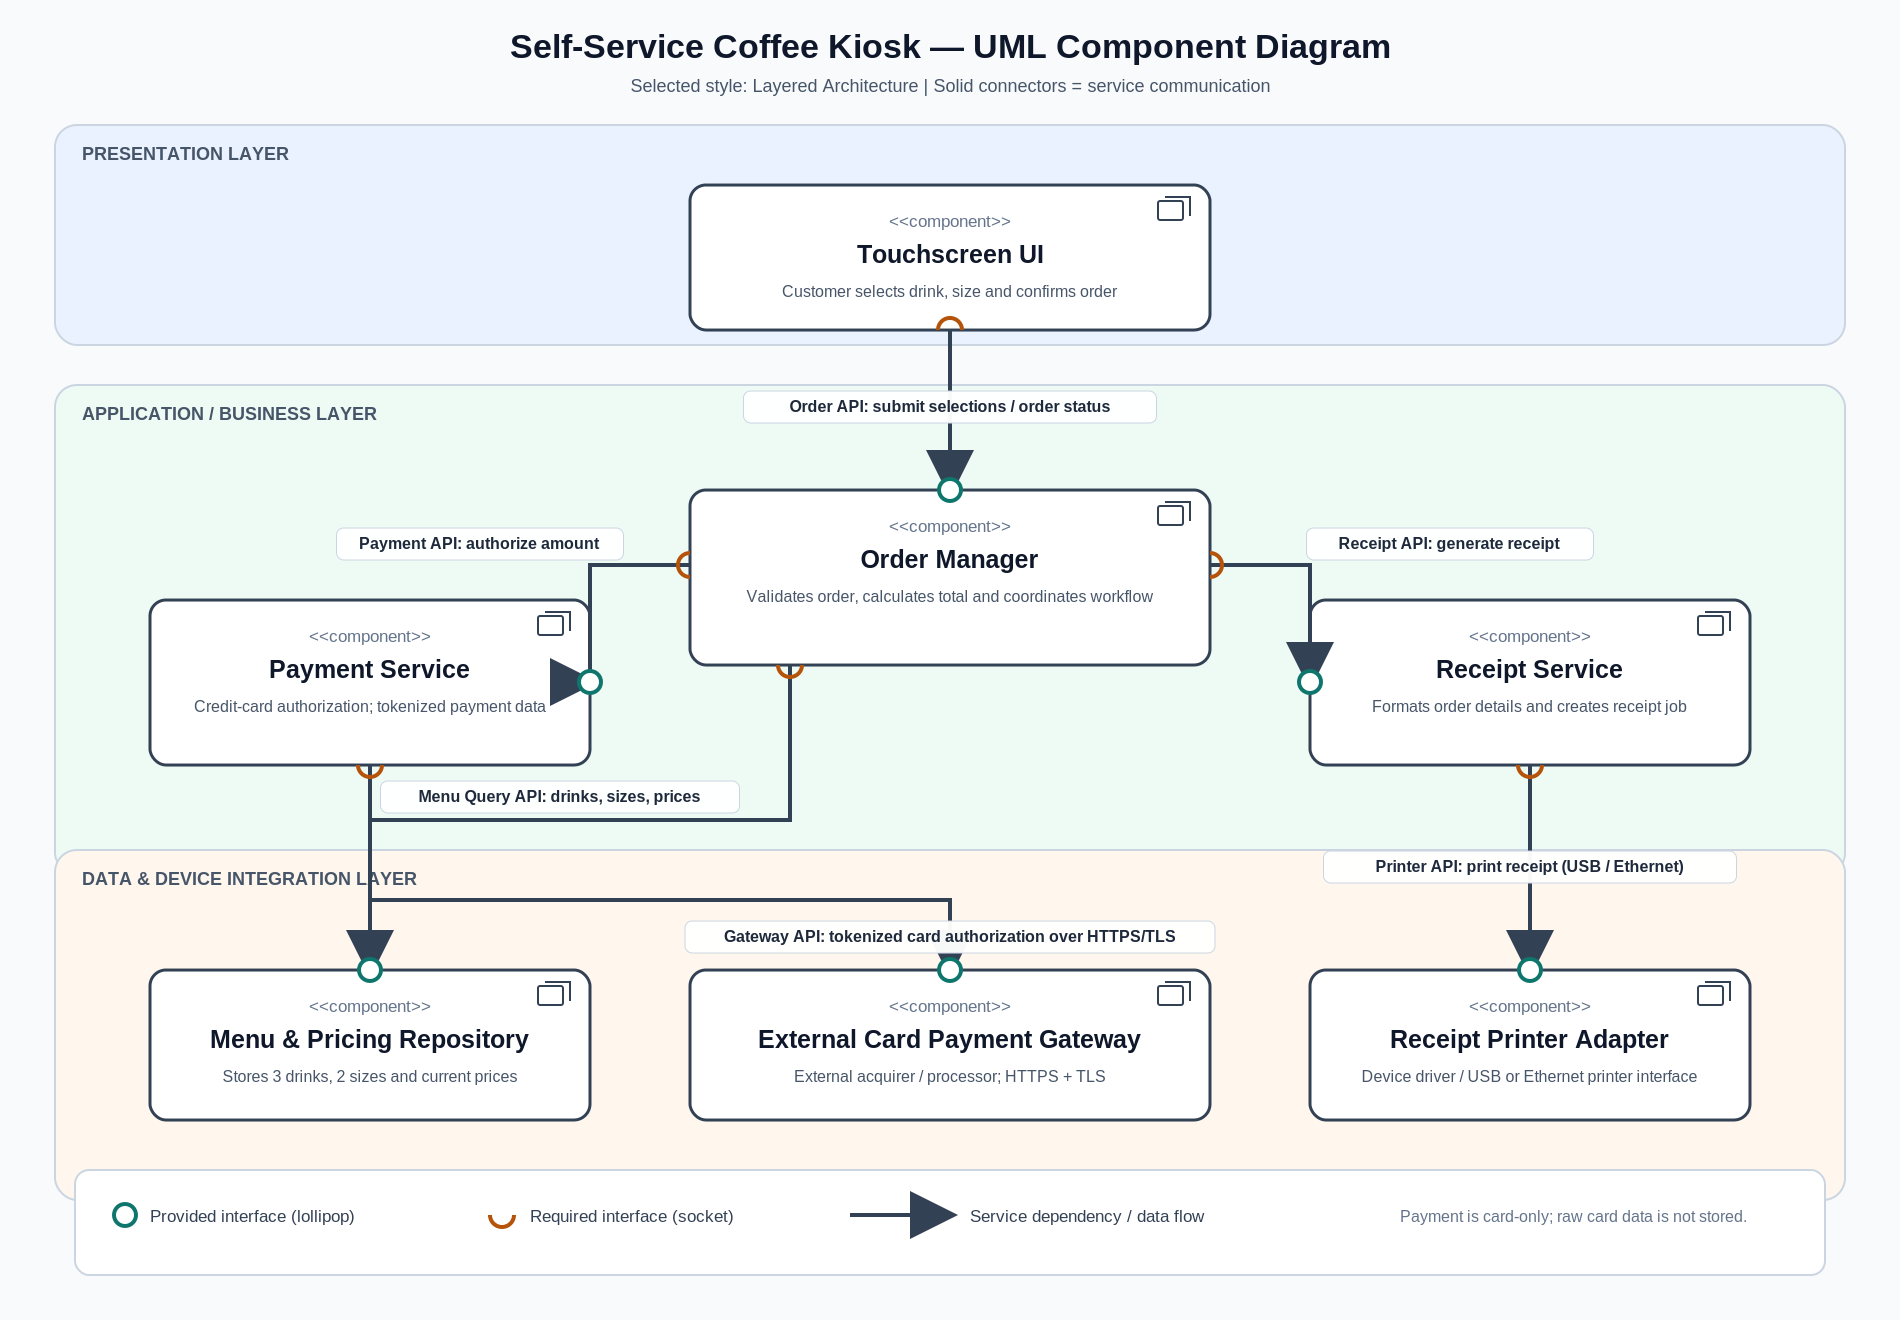 Self-Service Coffee Kiosk — UML Component Diagram
Selected style: Layered Architecture | Solid connectors = service communication
PRESENTATION LAYER
<<component>>
Touchscreen UI
Customer selects drink, size and confirms order
APPLICATION / BUSINESS LAYER
Order API: submit selections / order status
<<component>>
Order Manager
Validates order, calculates total and coordinates workflow
Payment API: authorize amount
Receipt API: generate receipt
<<component>>
Payment Service
Credit-card authorization; tokenized payment data
<<component>>
Receipt Service
Formats order details and creates receipt job
Menu Query API: drinks, sizes, prices
DATA & DEVICE INTEGRATION LAYER
Printer API: print receipt (USB / Ethernet)
Gateway API: tokenized card authorization over HTTPS/TLS
<<component>>
Menu & Pricing Repository
Stores 3 drinks, 2 sizes and current prices
<<component>>
External Card Payment Gateway
External acquirer / processor; HTTPS + TLS
<<component>>
Receipt Printer Adapter
Device driver / USB or Ethernet printer interface
Provided interface (lollipop)
Required interface (socket)
Service dependency / data flow
Payment is card-only; raw card data is not stored.